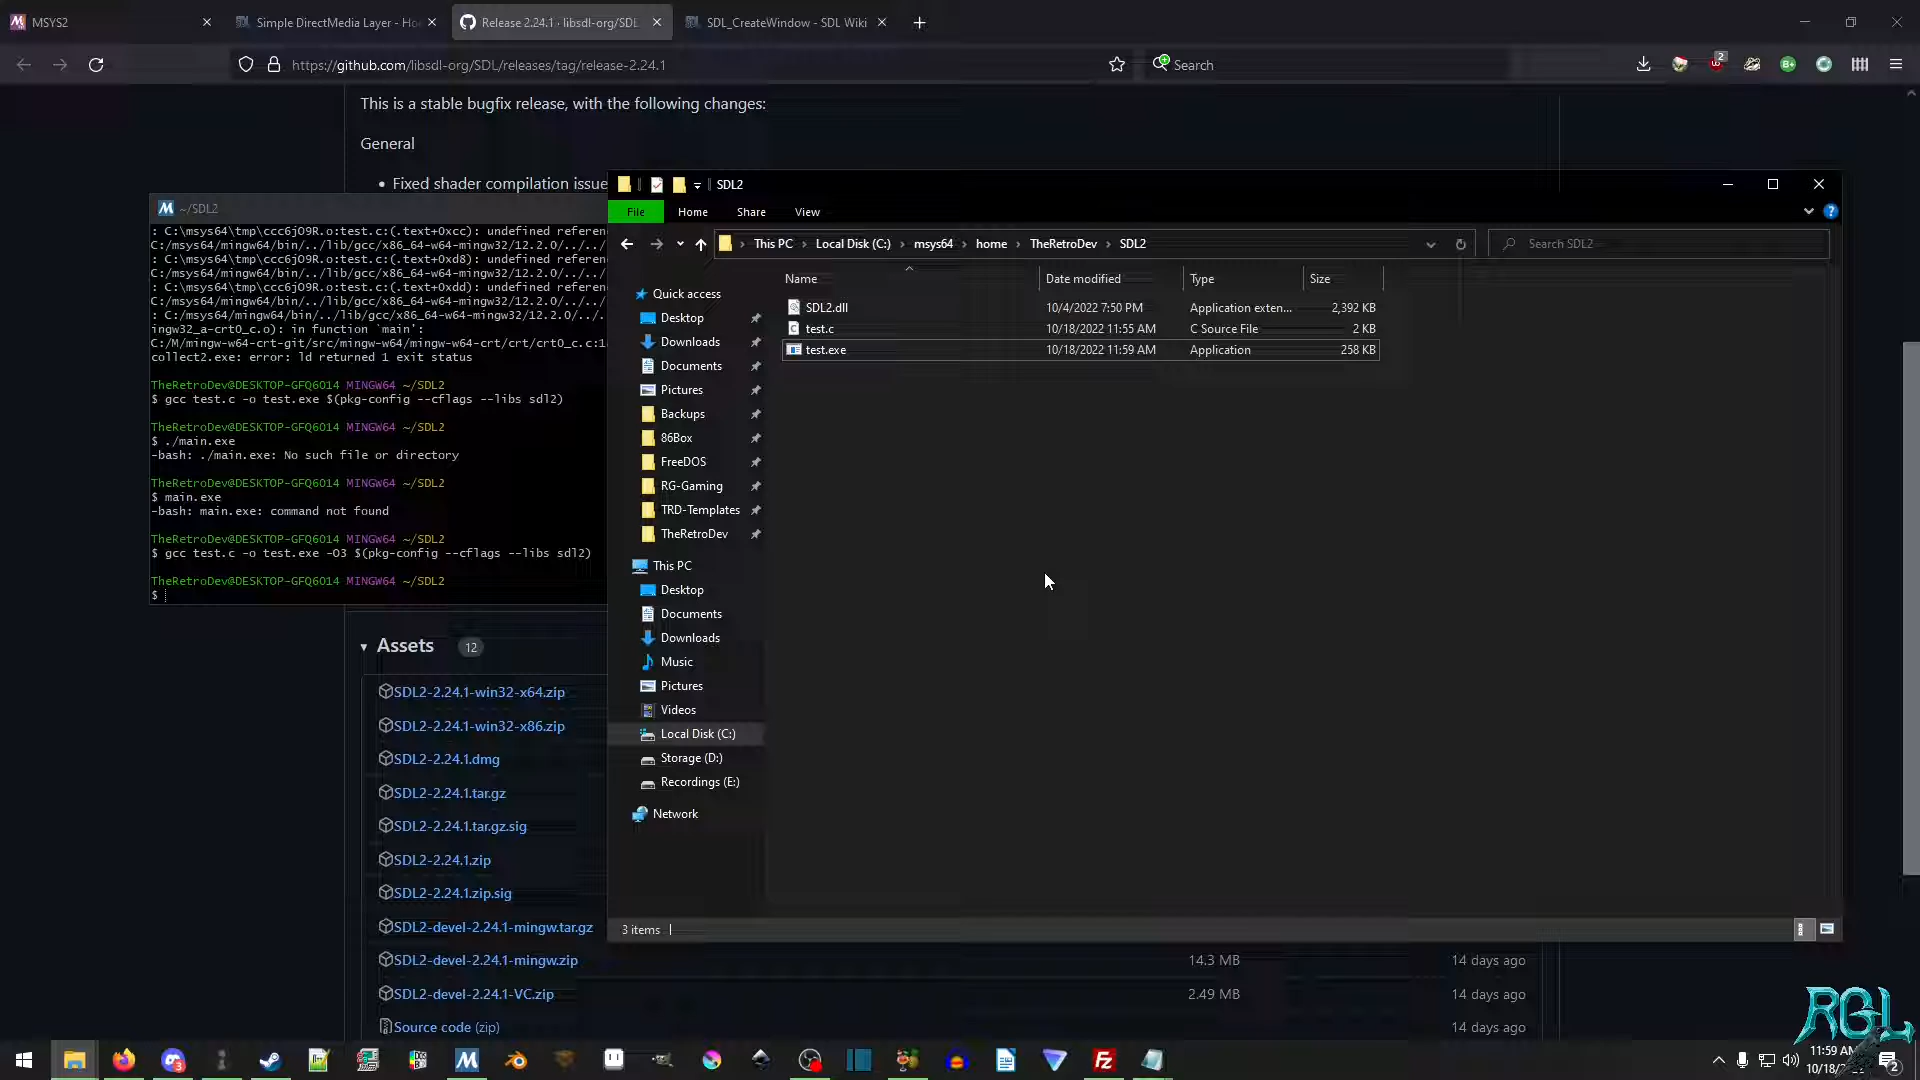 MSYS2
Simple DirectMedia Layer - Ho
Release 2.24.1 · libsdl-org/SDL
SDL_CreateWindow - SDL Wiki
https://github.com/libsdl-org/SDL/releases/tag/release-2.24.1
Search
2
This is a stable bugfix release, with the following changes:
General
• Fixed shader compilation issue
~/SDL2
: C:\msys64\tmp\ccc6jO9R.o:test.c:(.text+0xcc): undefined referen
C:/msys64/mingw64/bin/../lib/gcc/x86_64-w64-mingw32/12.2.0/../../
: C:\msys64\tmp\ccc6jO9R.o:test.c:(.text+0xd8): undefined referen
C:/msys64/mingw64/bin/../lib/gcc/x86_64-w64-mingw32/12.2.0/../../
: C:\msys64\tmp\ccc6jO9R.o:test.c:(.text+0xdd): undefined referen
C:/msys64/mingw64/bin/../lib/gcc/x86_64-w64-mingw32/12.2.0/../../
ingw32_a-crt0_c.o): in function `main':
C:/M/mingw-w64-crt-git/src/mingw-w64/mingw-w64-crt/crt/crt0_c.c:1
collect2.exe: error: ld returned 1 exit status
TheRetroDev@DESKTOP-GFQ6014 MINGW64 ~/SDL2
$ gcc test.c -o test.exe $(pkg-config --cflags --libs sdl2)
TheRetroDev@DESKTOP-GFQ6014 MINGW64 ~/SDL2
$ ./main.exe
-bash: ./main.exe: No such file or directory
TheRetroDev@DESKTOP-GFQ6014 MINGW64 ~/SDL2
$ main.exe
-bash: main.exe: command not found
TheRetroDev@DESKTOP-GFQ6014 MINGW64 ~/SDL2
$ gcc test.c -o test.exe -O3 $(pkg-config --cflags --libs sdl2)
TheRetroDev@DESKTOP-GFQ6014 MINGW64 ~/SDL2
$
SDL2
File Home Share View
This PC › Local Disk (C:) › msys64 › home › TheRetroDev › SDL2
Search SDL2
Name Date modified Type Size
SDL2.dll 10/4/2022 7:50 PM Application exten... 2,392 KB
test.c 10/18/2022 11:55 AM C Source File 2 KB
test.exe 10/18/2022 11:59 AM Application 258 KB
Quick access
Desktop
Downloads
Documents
Pictures
Backups
86Box
FreeDOS
RG-Gaming
TRD-Templates
TheRetroDev
This PC
Desktop
Documents
Downloads
Music
Pictures
Videos
Local Disk (C:)
Storage (D:)
Recordings (E:)
Network
3 items
Assets 12
SDL2-2.24.1-win32-x64.zip
SDL2-2.24.1-win32-x86.zip
SDL2-2.24.1.dmg
SDL2-2.24.1.tar.gz
SDL2-2.24.1.tar.gz.sig
SDL2-2.24.1.zip
SDL2-2.24.1.zip.sig
SDL2-devel-2.24.1-mingw.tar.gz
SDL2-devel-2.24.1-mingw.zip 14.3 MB 14 days ago
SDL2-devel-2.24.1-VC.zip 2.49 MB 14 days ago
Source code (zip) 14 days ago
RGL
11:59 AM
10/18/2
2